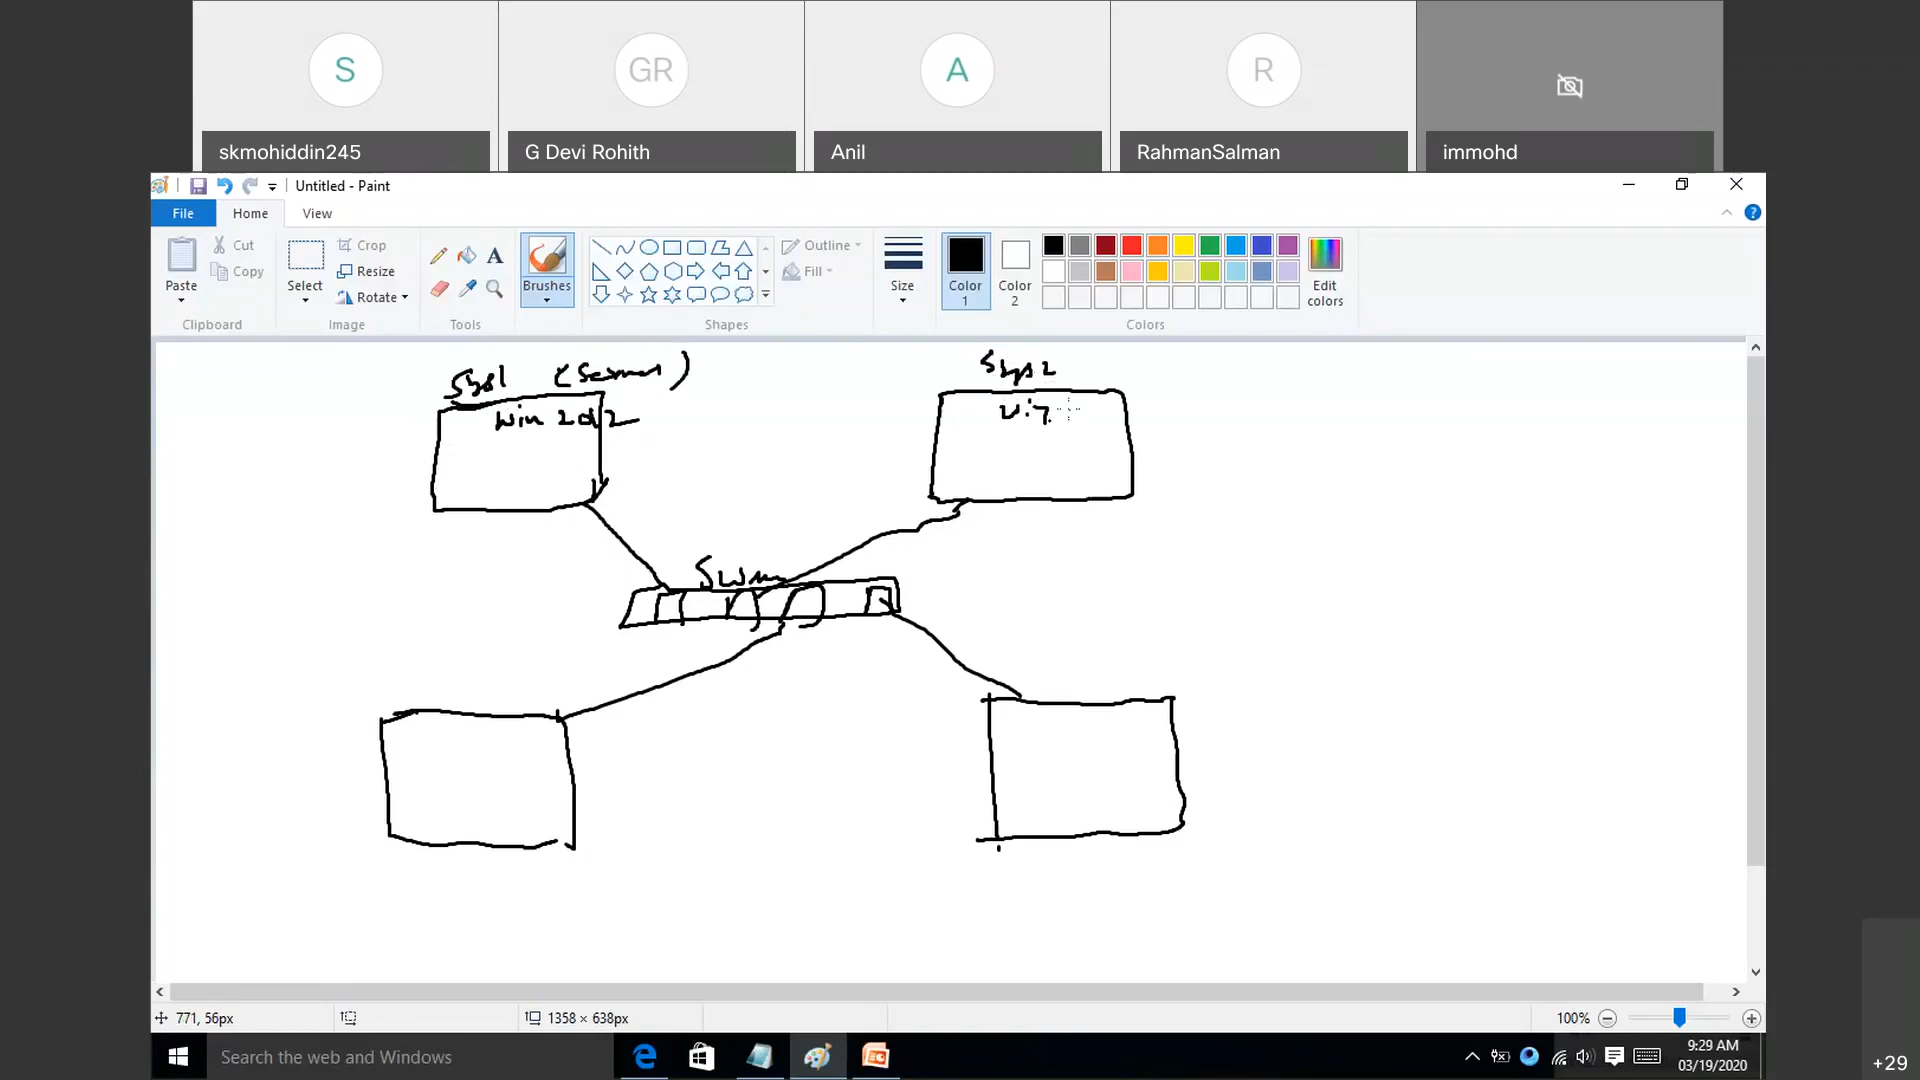 S
GR
A
R
skmohiddin245
G Devi Rohith
Anil
RahmanSalman
immohd
Untitled - Paint
File
Home
View
Paste
Cut
Copy
Clipboard
Select
Crop
Resize
Rotate
Image
A
Tools
Brushes
Shapes
Outline
Fill
Size
Color 1
Color 2
Edit colors
Colors
Sys1
Sys2
Win 2012
771, 56px
1358 × 638px
100%
Search the web and Windows
9:29 AM
03/19/2020
+29